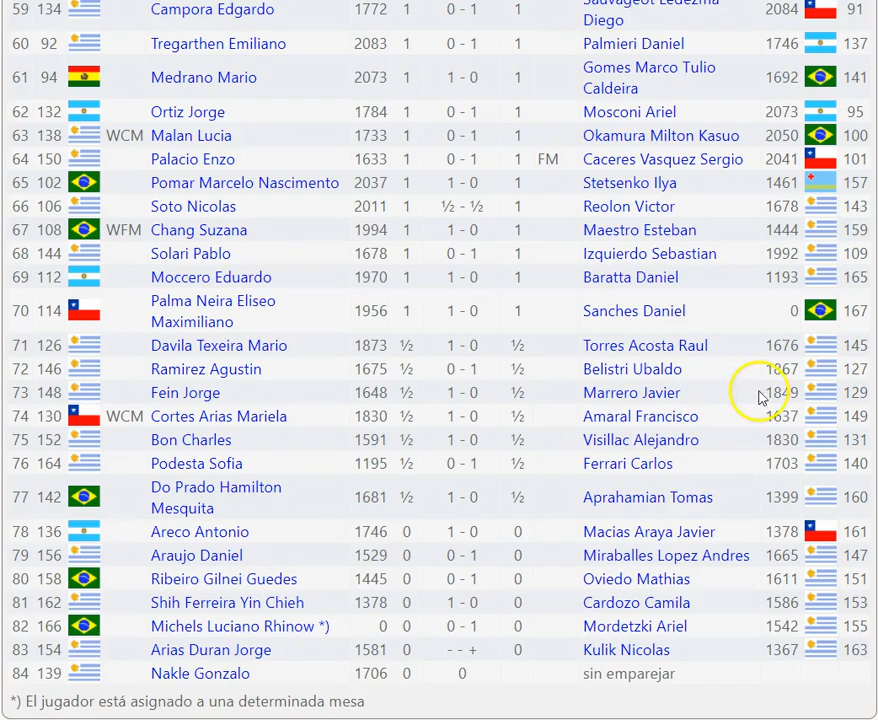 59 134 Campora Edgardo 1772 1 0 - 1 1 Sauvageot Ledezma Diego 2084 91
60 92 Tregarthen Emiliano 2083 1 0 - 1 1 Palmieri Daniel 1746 137
61 94 Medrano Mario 2073 1 1 - 0 1 Gomes Marco Tulio Caldeira 1692 141
62 132 Ortiz Jorge 1784 1 0 - 1 1 Mosconi Ariel 2073 95
63 138 WCM Malan Lucia 1733 1 0 - 1 1 Okamura Milton Kasuo 2050 100
64 150 Palacio Enzo 1633 1 0 - 1 1 FM Caceres Vasquez Sergio 2041 101
65 102 Pomar Marcelo Nascimento 2037 1 1 - 0 1 Stetsenko Ilya 1461 157
66 106 Soto Nicolas 2011 1 ½ - ½ 1 Reolon Victor 1678 143
67 108 WFM Chang Suzana 1994 1 1 - 0 1 Maestro Esteban 1444 159
68 144 Solari Pablo 1678 1 0 - 1 1 Izquierdo Sebastian 1992 109
69 112 Moccero Eduardo 1970 1 1 - 0 1 Baratta Daniel 1193 165
70 114 Palma Neira Eliseo Maximiliano 1956 1 1 - 0 1 Sanches Daniel 0 167
71 126 Davila Texeira Mario 1873 ½ 1 - 0 ½ Torres Acosta Raul 1676 145
72 146 Ramirez Agustin 1675 ½ 0 - 1 ½ Belistri Ubaldo 1867 127
73 148 Fein Jorge 1648 ½ 1 - 0 ½ Marrero Javier 1849 129
74 130 WCM Cortes Arias Mariela 1830 ½ 1 - 0 ½ Amaral Francisco 1637 149
75 152 Bon Charles 1591 ½ 1 - 0 ½ Visillac Alejandro 1830 131
76 164 Podesta Sofia 1195 ½ 0 - 1 ½ Ferrari Carlos 1703 140
77 142 Do Prado Hamilton Mesquita 1681 ½ 1 - 0 ½ Aprahamian Tomas 1399 160
78 136 Areco Antonio 1746 0 1 - 0 0 Macias Araya Javier 1378 161
79 156 Araujo Daniel 1529 0 0 - 1 0 Miraballes Lopez Andres 1665 147
80 158 Ribeiro Gilnei Guedes 1445 0 0 - 1 0 Oviedo Mathias 1611 151
81 162 Shih Ferreira Yin Chieh 1378 0 1 - 0 0 Cardozo Camila 1586 153
82 166 Michels Luciano Rhinow *) 0 0 0 - 1 0 Mordetzki Ariel 1542 155
83 154 Arias Duran Jorge 1581 0 - - + 0 Kulik Nicolas 1367 163
84 139 Nakle Gonzalo 1706 0 0 sin emparejar
*) El jugador está asignado a una determinada mesa